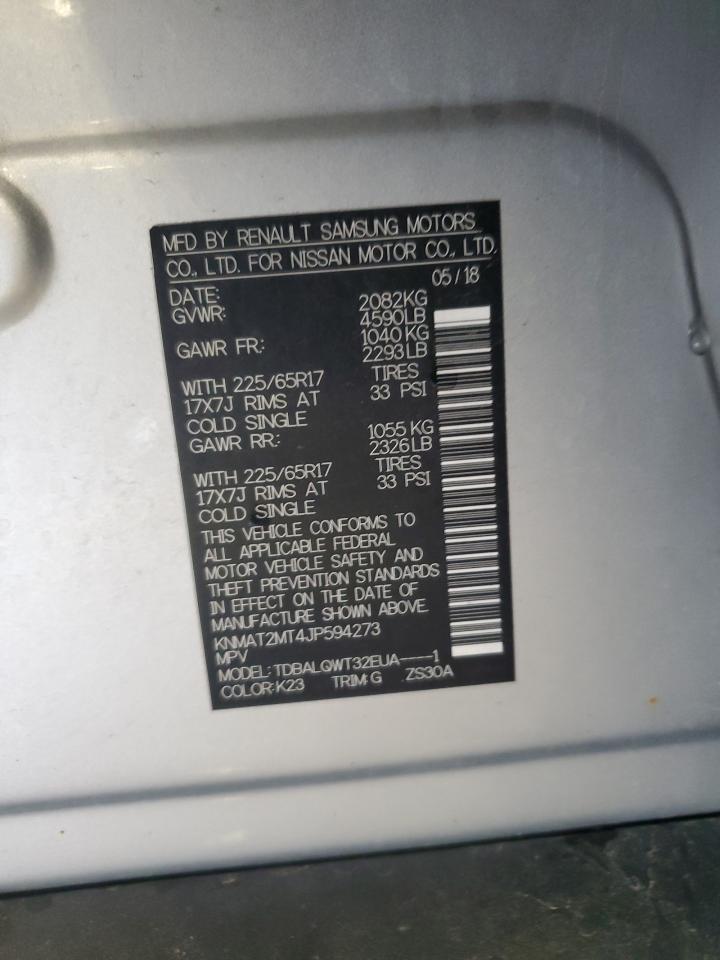 MFD BY RENAULT SAMSUNG MOTORS
CO., LTD. FOR NISSAN MOTOR CO., LTD.
DATE: 05/18
GVWR: 2082KG
4590LB
GAWR FR: 1040KG
2293LB
WITH 225/65R17 TIRES
17X7J RIMS AT 33 PSI
COLD SINGLE
GAWR RR: 1055KG
2326LB
WITH 225/65R17 TIRES
17X7J RIMS AT 33 PSI
COLD SINGLE
THIS VEHICLE CONFORMS TO
ALL APPLICABLE FEDERAL
MOTOR VEHICLE SAFETY AND
THEFT PREVENTION STANDARDS
IN EFFECT ON THE DATE OF
MANUFACTURE SHOWN ABOVE.
KNMAT2MT4JP594273
MPV
MODEL: TDBALQWT32EUA-----1
COLOR:K23 TRIM:G ZS30A